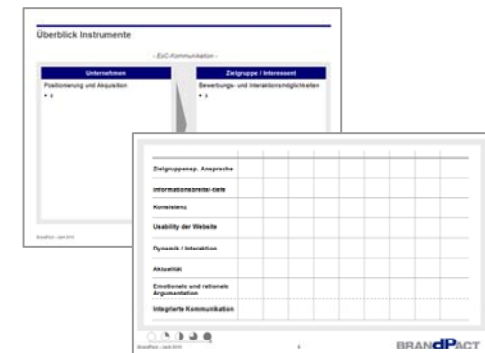 Überblick Instrumente
- EoC-Kommunikation -
Unternehmen
Zielgruppe / Interessent
Positionierung und Akquisition
Bewerbungs- und Interaktionsmöglichkeiten
Zielgruppensp. Ansprache
Informationsbreite/-tiefe
Konsistenz
Usability der Website
Dynamik / Interaktion
Aktualität
Emotionale und rationale
Argumentation
Integrierte Kommunikation
BRANDPACT